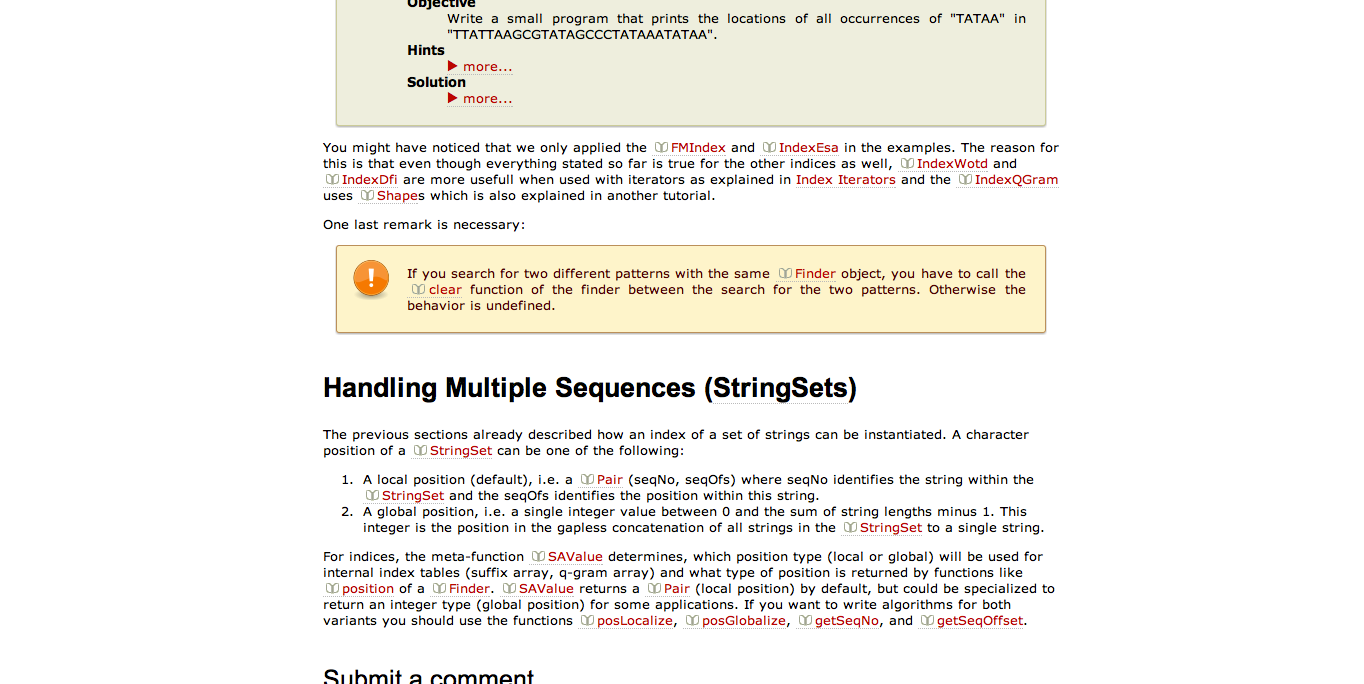 Objective
Write a small program that prints the locations of all occurrences of "TATAA" in
"TTATTAAGCGTATAGCCCTATAAATATAA".
Hints
more...
Solution
more...
You might have noticed that we only applied the FMIndex and IndexEsa in the examples. The reason for
this is that even though everything stated so far is true for the other indices as well, IndexWotd and
IndexDfi are more usefull when used with iterators as explained in Index Iterators and the IndexQGram
uses Shapes which is also explained in another tutorial.
One last remark is necessary:
If you search for two different patterns with the same Finder object, you have to call the
clear function of the finder between the search for the two patterns. Otherwise the
behavior is undefined.
Handling Multiple Sequences (StringSets)
The previous sections already described how an index of a set of strings can be instantiated. A character
position of a StringSet can be one of the following:
1. A local position (default), i.e. a Pair (seqNo, seqOfs) where seqNo identifies the string within the
StringSet and the seqOfs identifies the position within this string.
2. A global position, i.e. a single integer value between 0 and the sum of string lengths minus 1. This
integer is the position in the gapless concatenation of all strings in the StringSet to a single string.
For indices, the meta-function SAValue determines, which position type (local or global) will be used for
internal index tables (suffix array, q-gram array) and what type of position is returned by functions like
position of a Finder. SAValue returns a Pair (local position) by default, but could be specialized to
return an integer type (global position) for some applications. If you want to write algorithms for both
variants you should use the functions posLocalize, posGlobalize, getSeqNo, and getSeqOffset.
Submit a comment